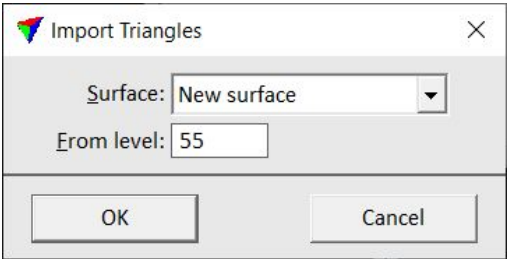 Import Triangles
Surface: New surface
From level: 55
OK Cancel